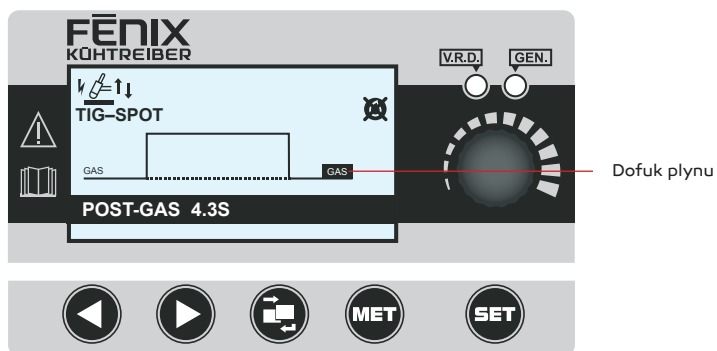 FĒNIX
KÜHTREIBER
V.R.D.
GEN.
TIG–SPOT
GAS
GAS
Dofuk plynu
POST-GAS 4.3S
MET
SET